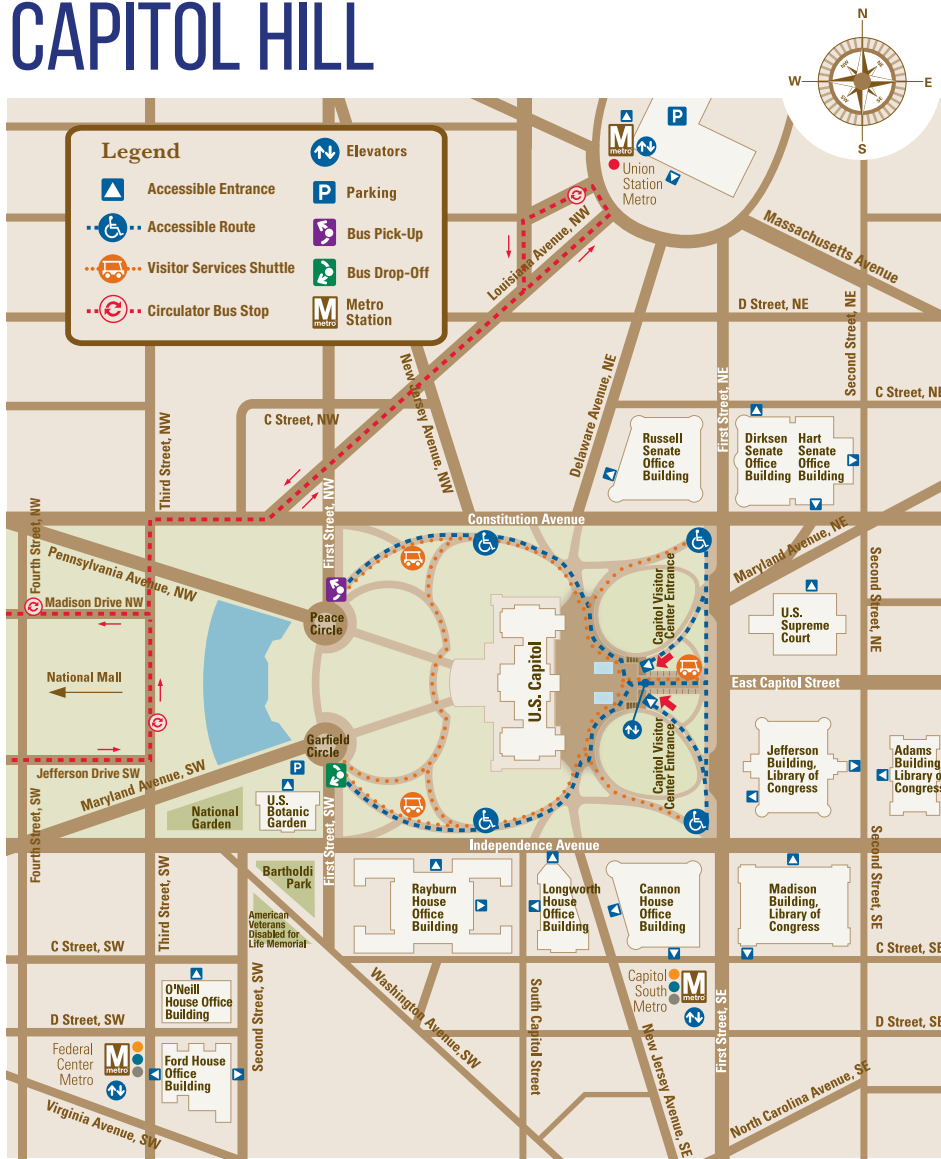 CAPITOL HILL
N
NW
NE
W
E
SW
SE
S
Legend
Accessible Entrance
Accessible Route
Visitor Services Shuttle
Circulator Bus Stop
Elevators
P
Parking
Bus Pick-Up
Bus Drop-Off
M
metro
Metro
Station
M
metro
P
Union
Station
Metro
Massachusetts Avenue
Louisiana Avenue, NW
D Street, NE
Second Street, NE
C Street, NE
New Jersey Avenue, NW
Delaware Avenue, NE
First Street, NE
C Street, NW
Third Street, NW
Russell
Senate
Office
Building
Dirksen
Senate
Office
Building
Hart
Senate
Office
Building
Constitution Avenue
Fourth Street, NW
First Street, NW
Pennsylvania Avenue, NW
Maryland Avenue, NE
Second Street, NE
Madison Drive NW
Peace
Circle
Capitol Visitor
Center Entrance
U.S.
Supreme
Court
National Mall
U.S. Capitol
East Capitol Street
Garfield
Circle
Capitol Visitor
Center Entrance
Jefferson
Building,
Library of
Congress
Adams
Building,
Library of
Congress
Jefferson Drive SW
Maryland Avenue, SW
P
National
Garden
U.S.
Botanic
Garden
Fourth Street, SW
First Street, SW
Independence Avenue
Second Street, SE
Third Street, SW
Bartholdi
Park
American
Veterans
Disabled for
Life Memorial
Rayburn
House
Office
Building
Longworth
House
Office
Building
Cannon
House
Office
Building
Madison
Building,
Library of
Congress
C Street, SW
C Street, SE
O'Neill
House Office
Building
Second Street, SW
Washington Avenue, SW
South Capitol Street
Capitol
South
Metro
M
metro
First Street, SE
D Street, SW
D Street, SE
New Jersey Avenue, SE
Federal
Center
Metro
M
metro
Ford House
Office
Building
Virginia Avenue, SW
North Carolina Avenue, SE